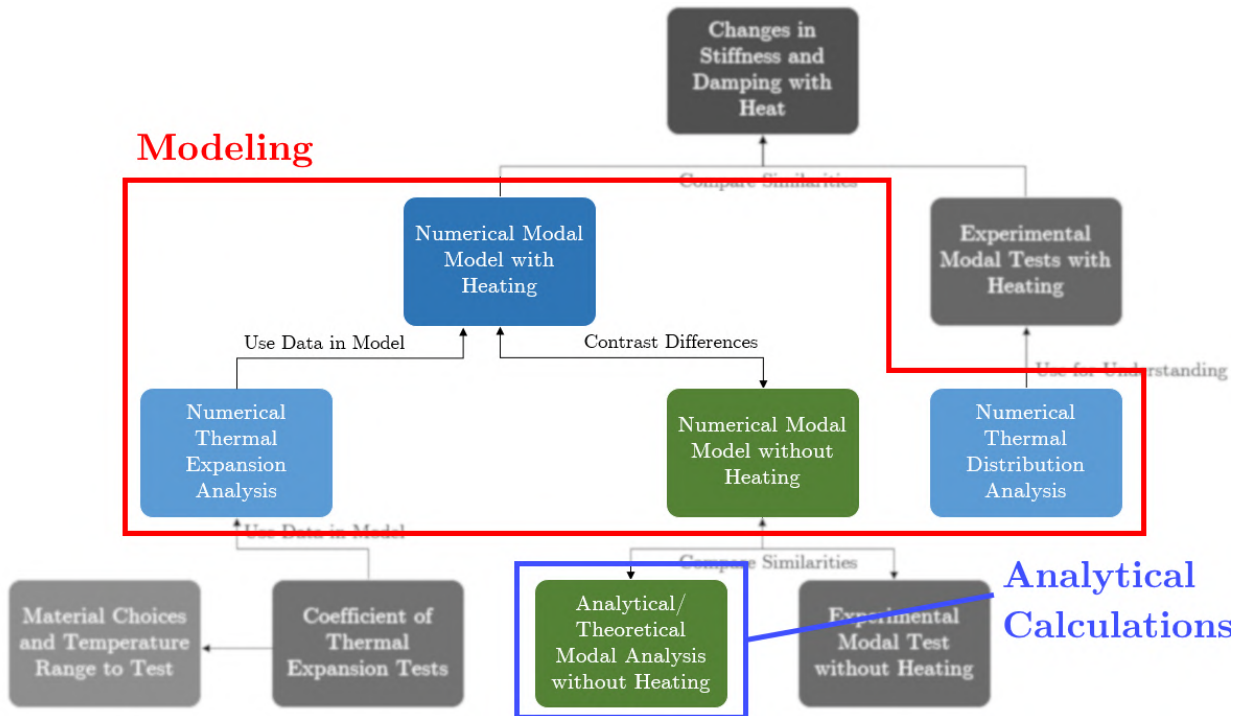 Changes in
Stiffness and
Damping with
Heat
Modeling
Compare Similarities
Numerical Modal
Model with
Heating
Experimental
Modal Tests with
Heating
Use Data in Model
Contrast Differences
Use for Understanding
Numerical
Thermal
Expansion
Analysis
Numerical Modal
Model without
Heating
Numerical
Thermal
Distribution
Analysis
Use Data in Model
Compare Similarities
Material Choices
and Temperature
Range to Test
Coefficient of
Thermal
Expansion Tests
Analytical/
Theoretical
Modal Analysis
without Heating
Experimental
Modal Test
without Heating
Analytical
Calculations